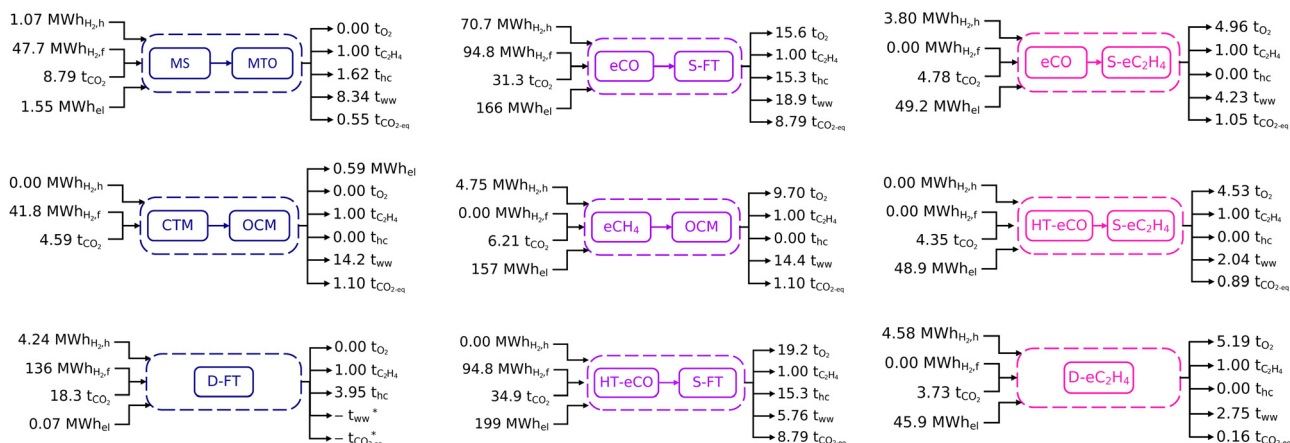 1.07 MWhH₂,h
47.7 MWhH₂,f
8.79 tCO₂
1.55 MWhel
MS
MTO
0.00 tO₂
1.00 tC₂H₄
1.62 thc
8.34 tww
0.55 tCO₂-eq
70.7 MWhH₂,h
94.8 MWhH₂,f
31.3 tCO₂
166 MWhel
eCO
S-FT
15.6 tO₂
1.00 tC₂H₄
15.3 thc
18.9 tww
8.79 tCO₂-eq
3.80 MWhH₂,h
0.00 MWhH₂,f
4.78 tCO₂
49.2 MWhel
eCO
S-eC₂H₄
4.96 tO₂
1.00 tC₂H₄
0.00 thc
4.23 tww
1.05 tCO₂-eq
0.00 MWhH₂,h
41.8 MWhH₂,f
4.59 tCO₂
CTM
OCM
0.59 MWhel
0.00 tO₂
1.00 tC₂H₄
0.00 thc
14.2 tww
1.10 tCO₂-eq
4.75 MWhH₂,h
0.00 MWhH₂,f
6.21 tCO₂
157 MWhel
eCH₄
OCM
9.70 tO₂
1.00 tC₂H₄
0.00 thc
14.4 tww
1.10 tCO₂-eq
0.00 MWhH₂,h
0.00 MWhH₂,f
4.35 tCO₂
48.9 MWhel
HT-eCO
S-eC₂H₄
4.53 tO₂
1.00 tC₂H₄
0.00 thc
2.04 tww
0.89 tCO₂-eq
4.24 MWhH₂,h
136 MWhH₂,f
18.3 tCO₂
0.07 MWhel
D-FT
0.00 tO₂
1.00 tC₂H₄
3.95 thc
– tww*
– tCO₂-eq*
0.00 MWhH₂,h
94.8 MWhH₂,f
34.9 tCO₂
199 MWhel
HT-eCO
S-FT
19.2 tO₂
1.00 tC₂H₄
15.3 thc
5.76 tww
8.79 tCO₂-eq
4.58 MWhH₂,h
0.00 MWhH₂,f
3.73 tCO₂
45.9 MWhel
D-eC₂H₄
5.19 tO₂
1.00 tC₂H₄
0.00 thc
2.75 tww
0.16 tCO₂-eq